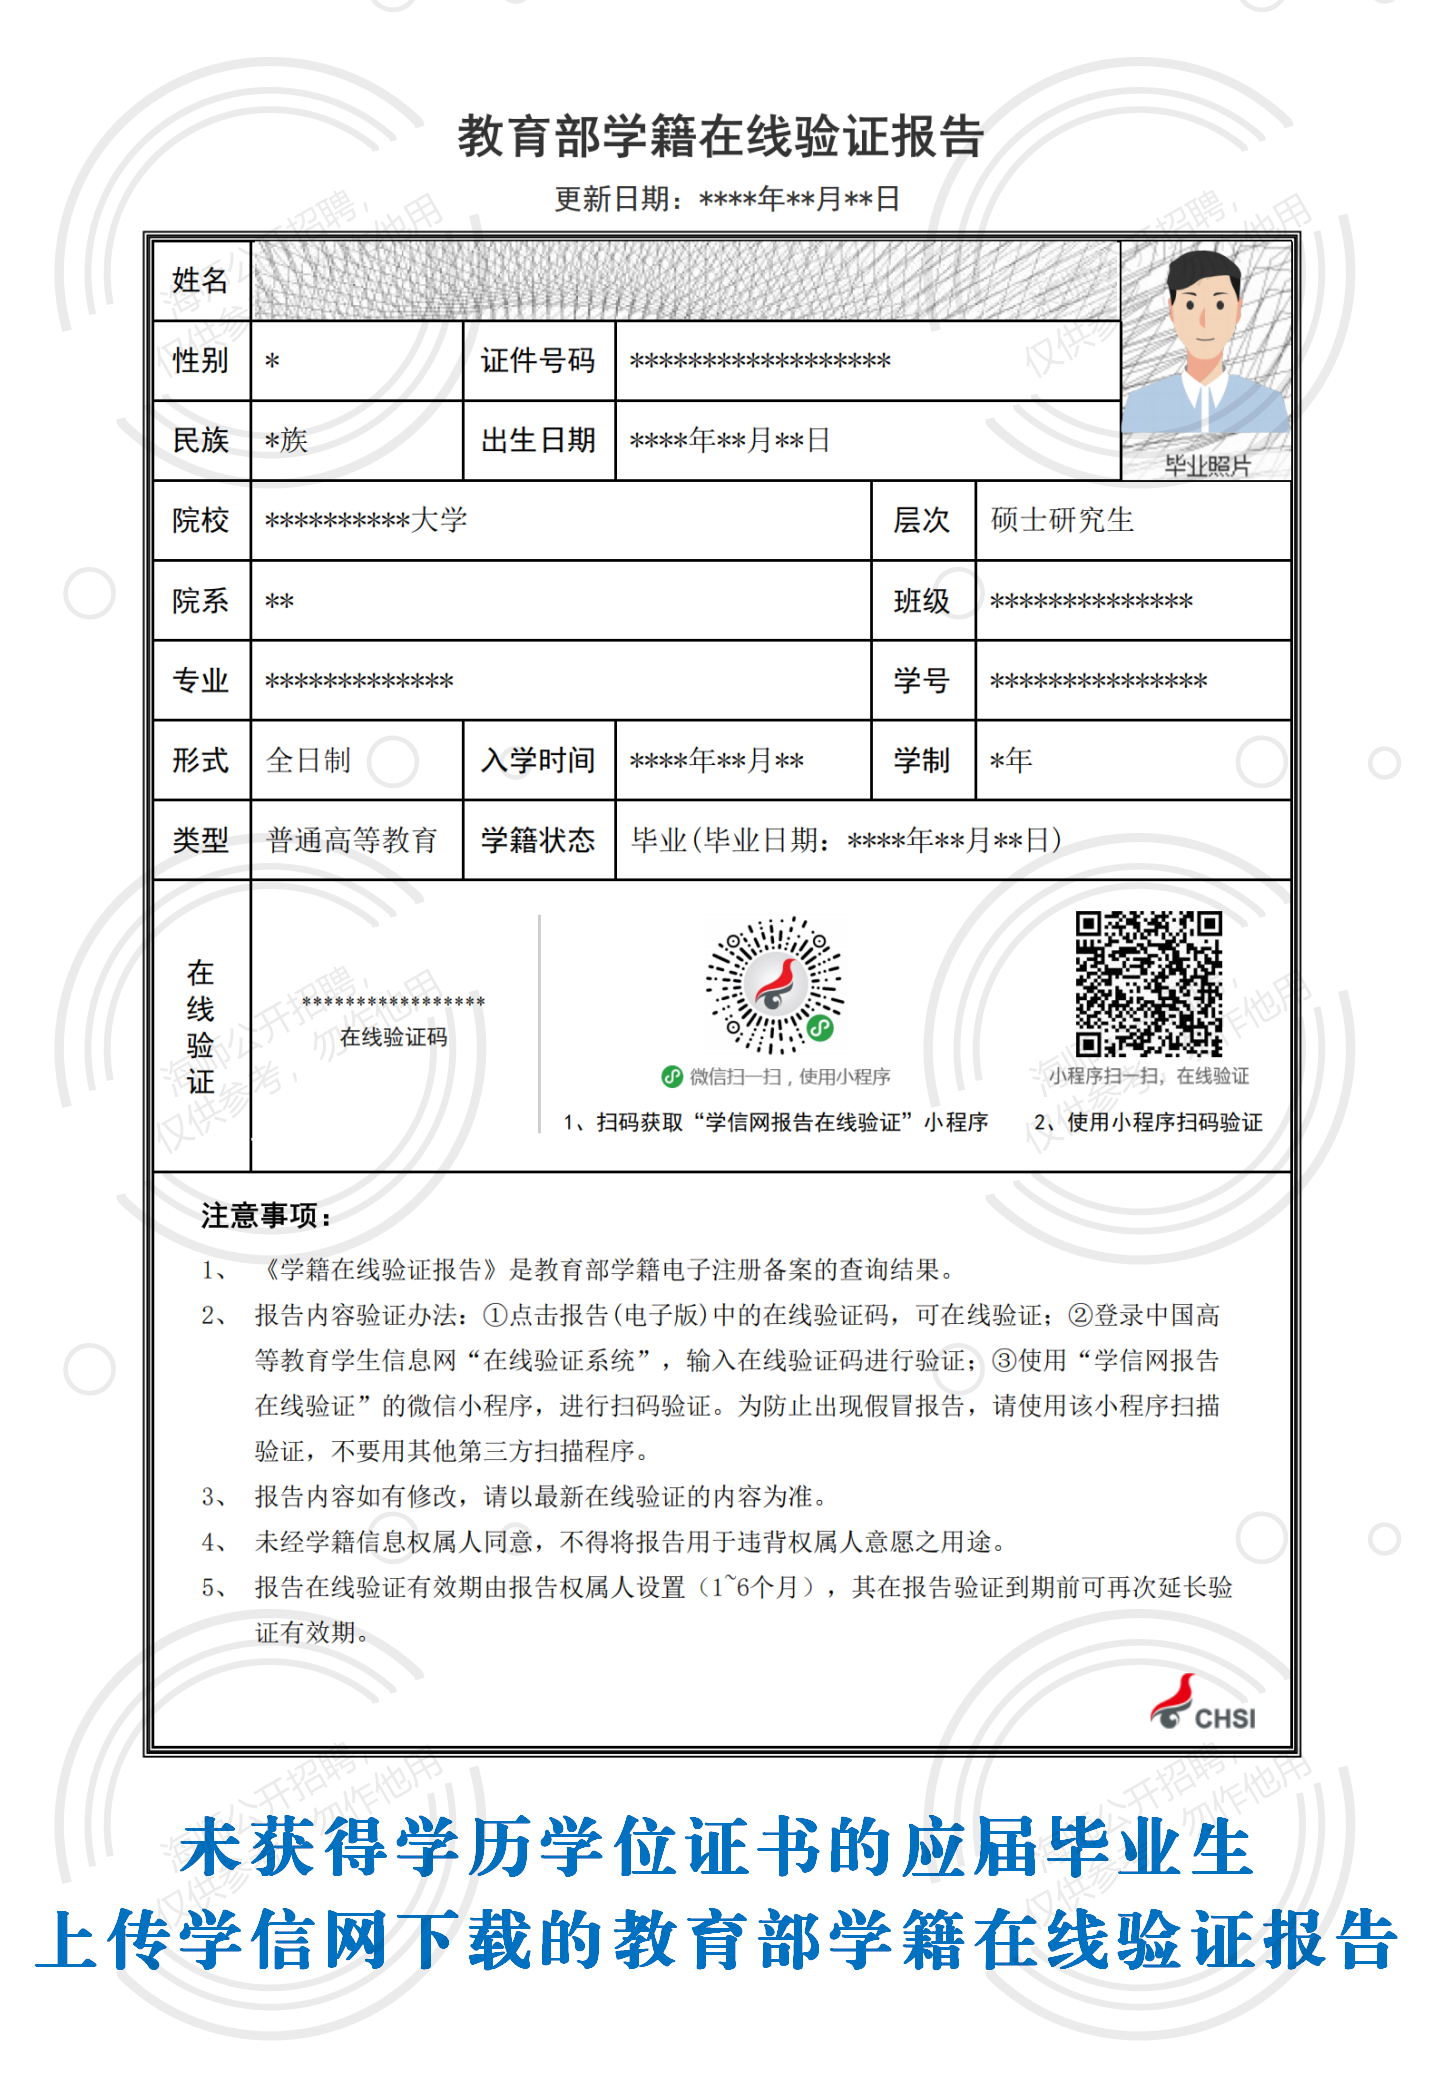 教育部学籍在线验证报告
更新日期：****年**月**日
姓名
性别 * 证件号码 ******************
民族 *族 出生日期 ****年**月**日
毕业照片
院校 **********大学 层次 硕士研究生
院系 ** 班级 **************
专业 ************* 学号 ***************
形式 全日制 入学时间 ****年**月** 学制 *年
类型 普通高等教育 学籍状态 毕业(毕业日期：****年**月**日)
在线验证
*****************
在线验证码
微信扫一扫，使用小程序
小程序扫一扫，在线验证
1、扫码获取“学信网报告在线验证”小程序
2、使用小程序扫码验证
注意事项：
1、《学籍在线验证报告》是教育部学籍电子注册备案的查询结果。
2、报告内容验证办法：①点击报告(电子版)中的在线验证码，可在线验证；②登录中国高
等教育学生信息网“在线验证系统”，输入在线验证码进行验证；③使用“学信网报告
在线验证”的微信小程序，进行扫码验证。为防止出现假冒报告，请使用该小程序扫描
验证，不要用其他第三方扫描程序。
3、报告内容如有修改，请以最新在线验证的内容为准。
4、未经学籍信息权属人同意，不得将报告用于违背权属人意愿之用途。
5、报告在线验证有效期由报告权属人设置（1~6个月），其在报告验证到期前可再次延长验
证有效期。
CHSI
未获得学历学位证书的应届毕业生
上传学信网下载的教育部学籍在线验证报告
海师公开招聘，
仅供参考，勿作他用